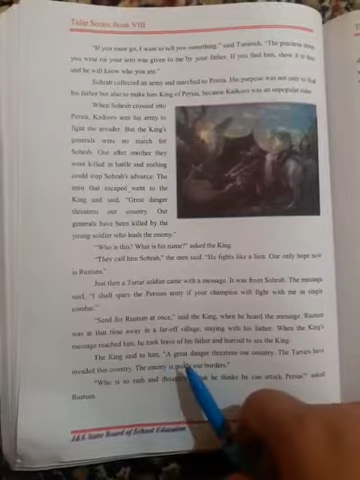 Tulip Series Book VIII
"If you must go, I want to tell you something," said Tamineh, "The precious stone
you wear on your arm was given to me by your father. If you find him, show it to him
and he will know who you are."
Sohrab collected an army and marched to Persia. His purpose was not only to find
his father but also to make him King of Persia, because Kaikoos was an unpopular ruler
When Sohrab crossed into
Persia, Kaikoos sent his army to
fight the invader. But the King's
generals were no match for
Sohrab. One after another they
were killed in battle and nothing
could stop Sohrab's advance. The
men that escaped went to the
King and said, "Great danger
threatens our country. Our
generals have been killed by the
young soldier who leads the enemy."
"Who is this? What is his name?" asked the King.
"They call him Sohrab," the men said. "He fights like a lion. Our only hope now
is Rustum."
Just then a Tartar soldier came with a message. It was from Sohrab. The message
said, "I shall spare the Persian army if your champion will fight with me in single
combat."
"Send for Rustum at once," said the King, when he heard the message. Rustum
was at that time away in a far-off village, staying with his father. When the King's
message reached him, he took leave of his father and hurried to see the King.
The King said to him, "A great danger threatens our country. The Tartars have
invaded this country. The enemy is inside our borders."
"Who is so rash and he thinks he can attack Persia?" asked
Rustum.
J&K State Board of School Education